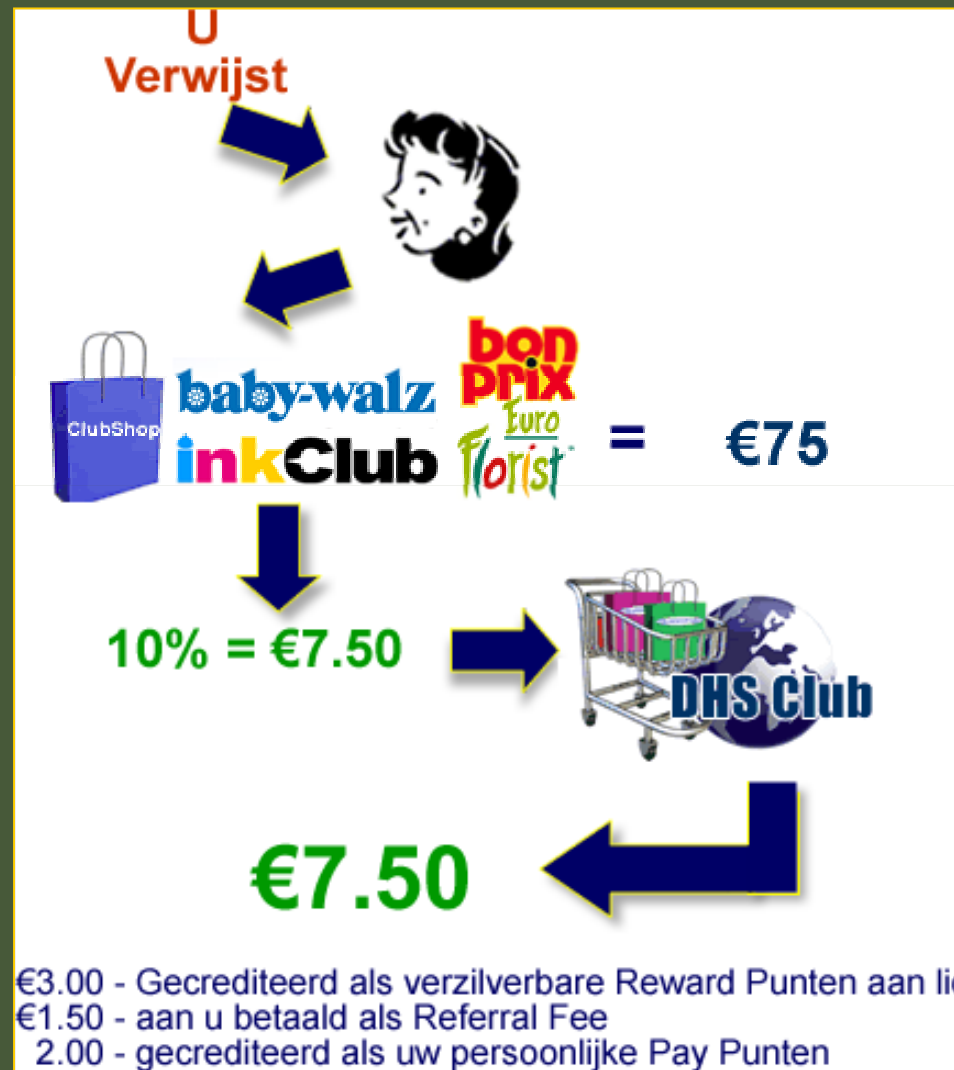 U
Verwijst
ClubShop
baby-walz
inkClub
bon
prix
Euro
Florist
= €75
10% = €7.50
DHS Club
€7.50
€3.00 - Gecrediteerd als verzilverbare Reward Punten aan
€1.50 - aan u betaald als Referral Fee
2.00 - gecrediteerd als uw persoonlijke Pay Punten